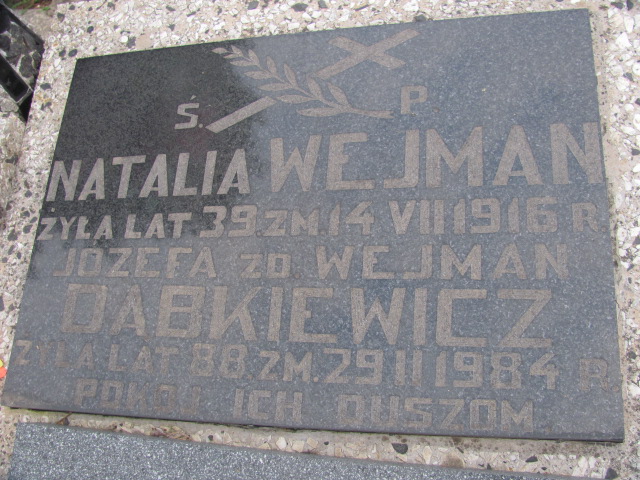 Ś. P
NATALIA WEJMAN
ŻYŁA LAT 39. ZM. 14 VII 1916 R
JÓZEFA ZD. WEJMAN
DĄBKIEWICZ
ŻYŁA LAT 88. ZM. 29 II 1984 R
POKÓJ ICH DUSZOM